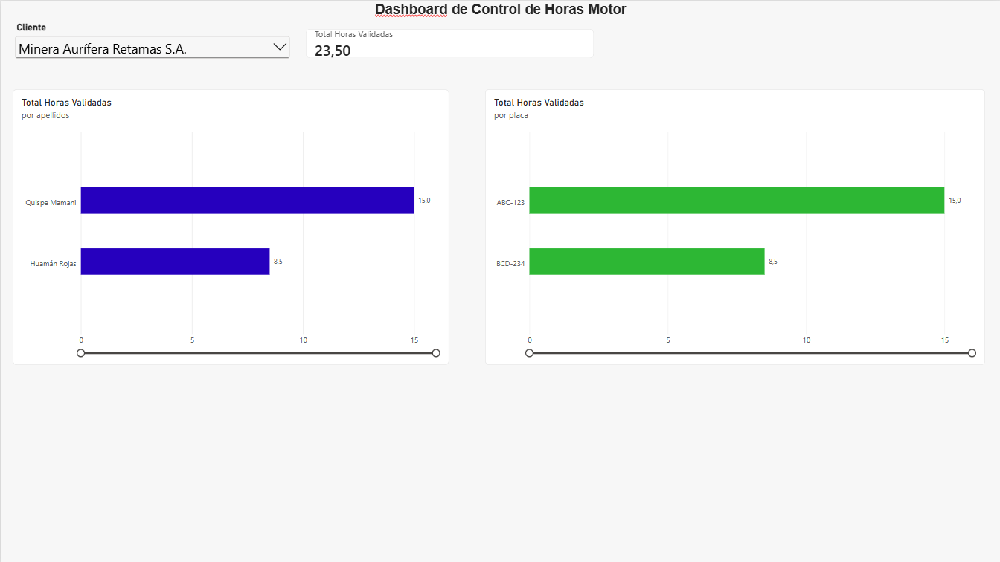 Dashboard de Control de Horas Motor
Cliente
Minera Aurífera Retamas S.A.
Total Horas Validadas
23,50
Total Horas Validadas
por apellidos
Quispe Mamani
15,0
Huamán Rojas
8,5
0 5 10 15
Total Horas Validadas
por placa
ABC-123
15,0
BCD-234
8,5
0 5 10 15